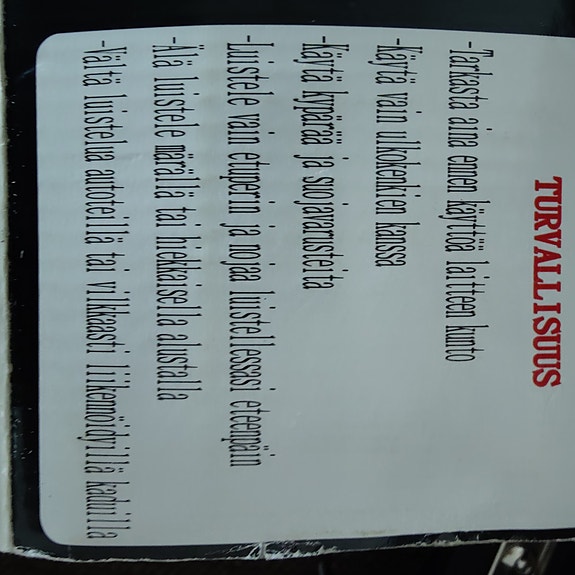 TURVALLISUUS
-Tarkasta aina ennen käyttöä laitteen kunto
-Käytä vain ulkohenkien kanssa
-Käytä kypärää ja suojavarusteita
-Luistele vain etuperin ja nojaa luistellessasi eteenpäin
-Älä luistele märällä tai hiekkaisella alustalla
-Vältä luistelua autoteillä tai vilkkaasti liikennöidyillä kaduilla